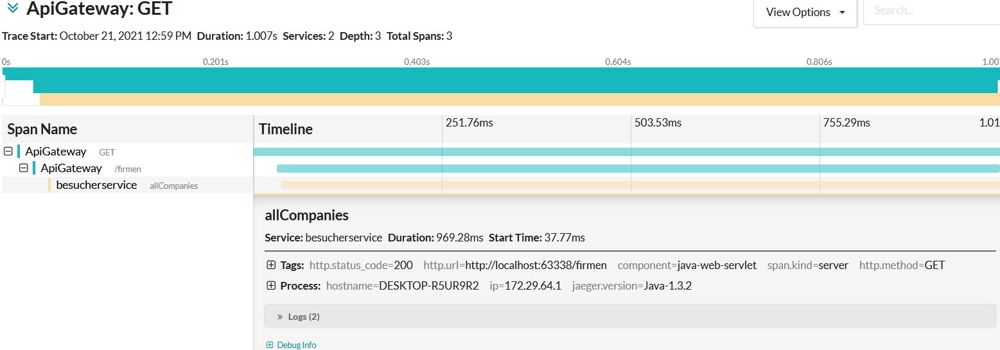 ApiGateway: GET
View Options
Search...
Trace Start: October 21, 2021 12:59 PM Duration: 1.007s Services: 2 Depth: 3 Total Spans: 3
0s 0.201s 0.403s 0.604s 0.806s 1.007
Span Name Timeline 251.76ms 503.53ms 755.29ms 1.01
ApiGateway GET
ApiGateway /firmen
besucherservice allCompanies
allCompanies
Service: besucherservice Duration: 969.28ms Start Time: 37.77ms
Tags: http.status_code=200 http.url=http://localhost:63338/firmen component=java-web-servlet span.kind=server http.method=GET
Process: hostname=DESKTOP-R5UR9R2 ip=172.29.64.1 jaeger.version=Java-1.3.2
Logs (2)
Debug Info